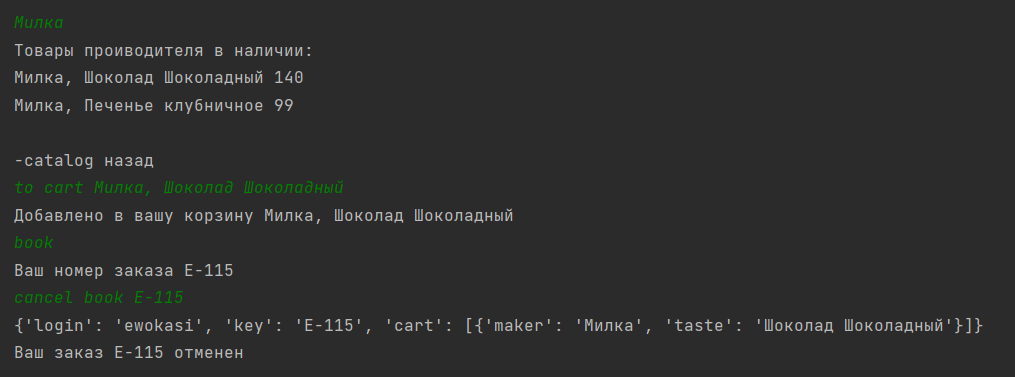 Милка
Товары проиводителя в наличии:
Милка, Шоколад Шоколадный 140
Милка, Печенье клубничное 99
-catalog назад
to cart Милка, Шоколад Шоколадный
Добавлено в вашу корзину Милка, Шоколад Шоколадный
book
Ваш номер заказа E-115
cancel book E-115
{'login': 'ewokasi', 'key': 'E-115', 'cart': [{'maker': 'Милка', 'taste': 'Шоколад Шоколадный'}]}
Ваш заказ E-115 отменен